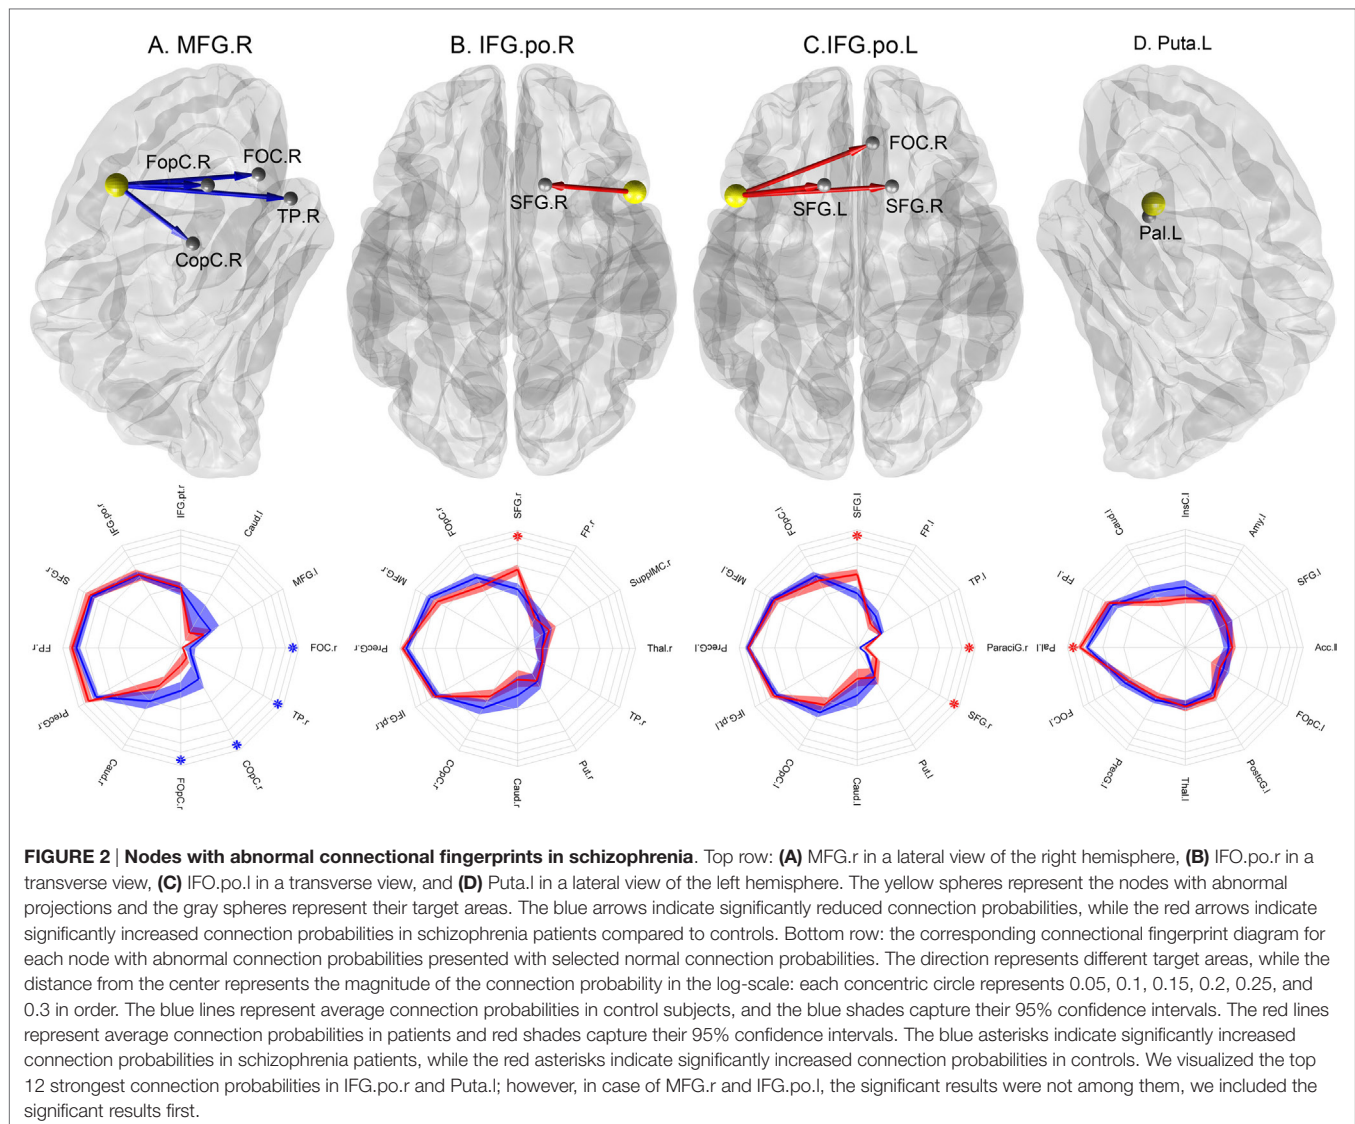 A. MFG.R
B. IFG.po.R
C.IFG.po.L
D. Puta.L
FopC.R
FOC.R
TP.R
CopC.R
SFG.R
FOC.R
SFG.L
SFG.R
Pal.L
IFG.pt.r
Caud.l
MFG.l
FOC.r
TP.r
COpC.r
FOpC.r
Caud.r
PrecG.r
FP.r
SFG.r
IFG.po.r
SFG.r
FP.r
SupplMC.r
Thal.r
TP.r
Put.r
Caud.r
COpC.r
IFG.pt.r
PrecG.r
MFG.r
FOpC.r
SFG.l
FP.l
TP.l
ParaciG.r
SFG.r
Put.l
Caud.l
COpC.l
IFG.pt.l
PrecG.l
MFG.l
FOpC.l
InsC.l
Amy.l
SFG.l
Acc.ll
FOpC.l
PostcG.l
Thal.l
PrecG.l
FOC.l
Pal.l
FP.l
Caud.l
FIGURE 2 | Nodes with abnormal connectional fingerprints in schizophrenia. Top row: (A) MFG.r in a lateral view of the right hemisphere, (B) IFO.po.r in a
transverse view, (C) IFO.po.l in a transverse view, and (D) Puta.l in a lateral view of the left hemisphere. The yellow spheres represent the nodes with abnormal
projections and the gray spheres represent their target areas. The blue arrows indicate significantly reduced connection probabilities, while the red arrows indicate
significantly increased connection probabilities in schizophrenia patients compared to controls. Bottom row: the corresponding connectional fingerprint diagram for
each node with abnormal connection probabilities presented with selected normal connection probabilities. The direction represents different target areas, while the
distance from the center represents the magnitude of the connection probability in the log-scale: each concentric circle represents 0.05, 0.1, 0.15, 0.2, 0.25, and
0.3 in order. The blue lines represent average connection probabilities in control subjects, and the blue shades capture their 95% confidence intervals. The red lines
represent average connection probabilities in patients and red shades capture their 95% confidence intervals. The blue asterisks indicate significantly increased
connection probabilities in schizophrenia patients, while the red asterisks indicate significantly increased connection probabilities in controls. We visualized the top
12 strongest connection probabilities in IFG.po.r and Puta.l; however, in case of MFG.r and IFG.po.l, the significant results were not among them, we included the
significant results first.